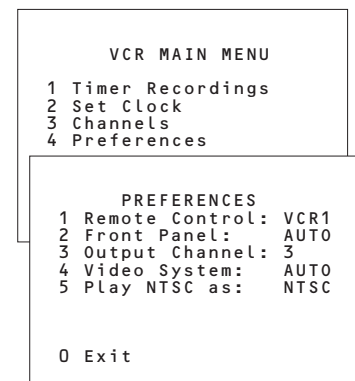 VCR MAIN MENU
1 Timer Recordings
2 Set Clock
3 Channels
4 Preferences
PREFERENCES
1 Remote Control: VCR1
2 Front Panel: AUTO
3 Output Channel: 3
4 Video System: AUTO
5 Play NTSC as: NTSC
0 Exit